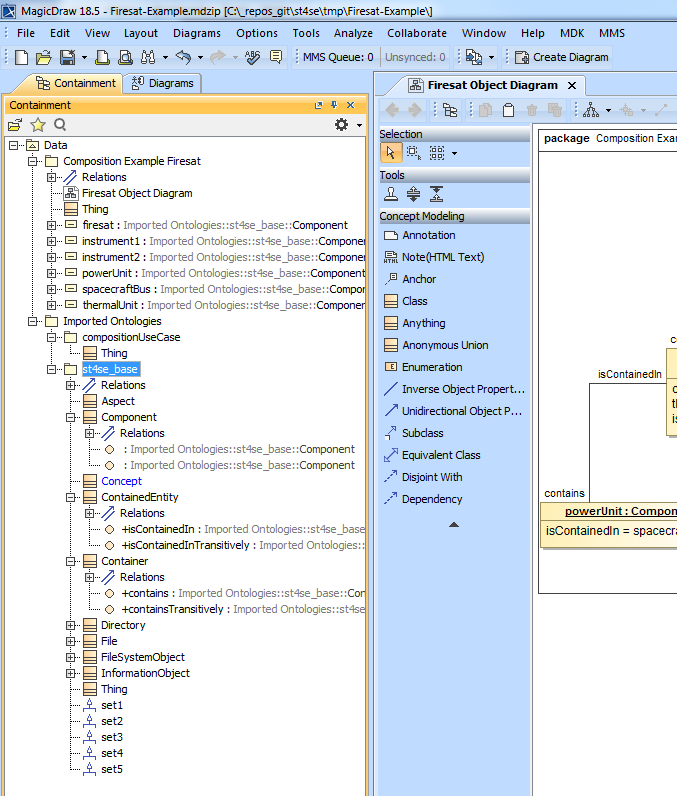 MagicDraw 18.5 - Firesat-Example.mdzip [C:\_repos_git\st4se\tmp\Firesat-Example\]
File Edit View Layout Diagrams Options Tools Analyze Collaborate Window Help MDK MMS
MMS Queue: 0 Unsynced: 0 Create Diagram
Containment Diagrams
Containment
Data
Composition Example Firesat
Relations
Firesat Object Diagram
Thing
firesat : Imported Ontologies::st4se_base::Component
instrument1 : Imported Ontologies::st4se_base::Componen
instrument2 : Imported Ontologies::st4se_base::Componen
powerUnit : Imported Ontologies::st4se_base::Component
spacecraftBus : Imported Ontologies::st4se_base::Compor
thermalUnit : Imported Ontologies::st4se_base::Componen
Imported Ontologies
compositionUseCase
Thing
st4se_base
Relations
Aspect
Component
Relations
: Imported Ontologies::st4se_base::Component
: Imported Ontologies::st4se_base::Component
Concept
ContainedEntity
Relations
+isContainedIn : Imported Ontologies::st4se_base
+isContainedInTransitively : Imported Ontologies:
Container
Relations
+contains : Imported Ontologies::st4se_base::Con
+containsTransitively : Imported Ontologies::st4se
Directory
File
FileSystemObject
InformationObject
Thing
set1
set2
set3
set4
set5
Firesat Object Diagram
Selection
Tools
Concept Modeling
Annotation
Note(HTML Text)
Anchor
Class
Anything
Anonymous Union
Enumeration
Inverse Object Propert...
Unidirectional Object P...
Subclass
Equivalent Class
Disjoint With
Dependency
package Composition Exa
isContainedIn
contains
powerUnit : Compon
isContainedIn = spacecra